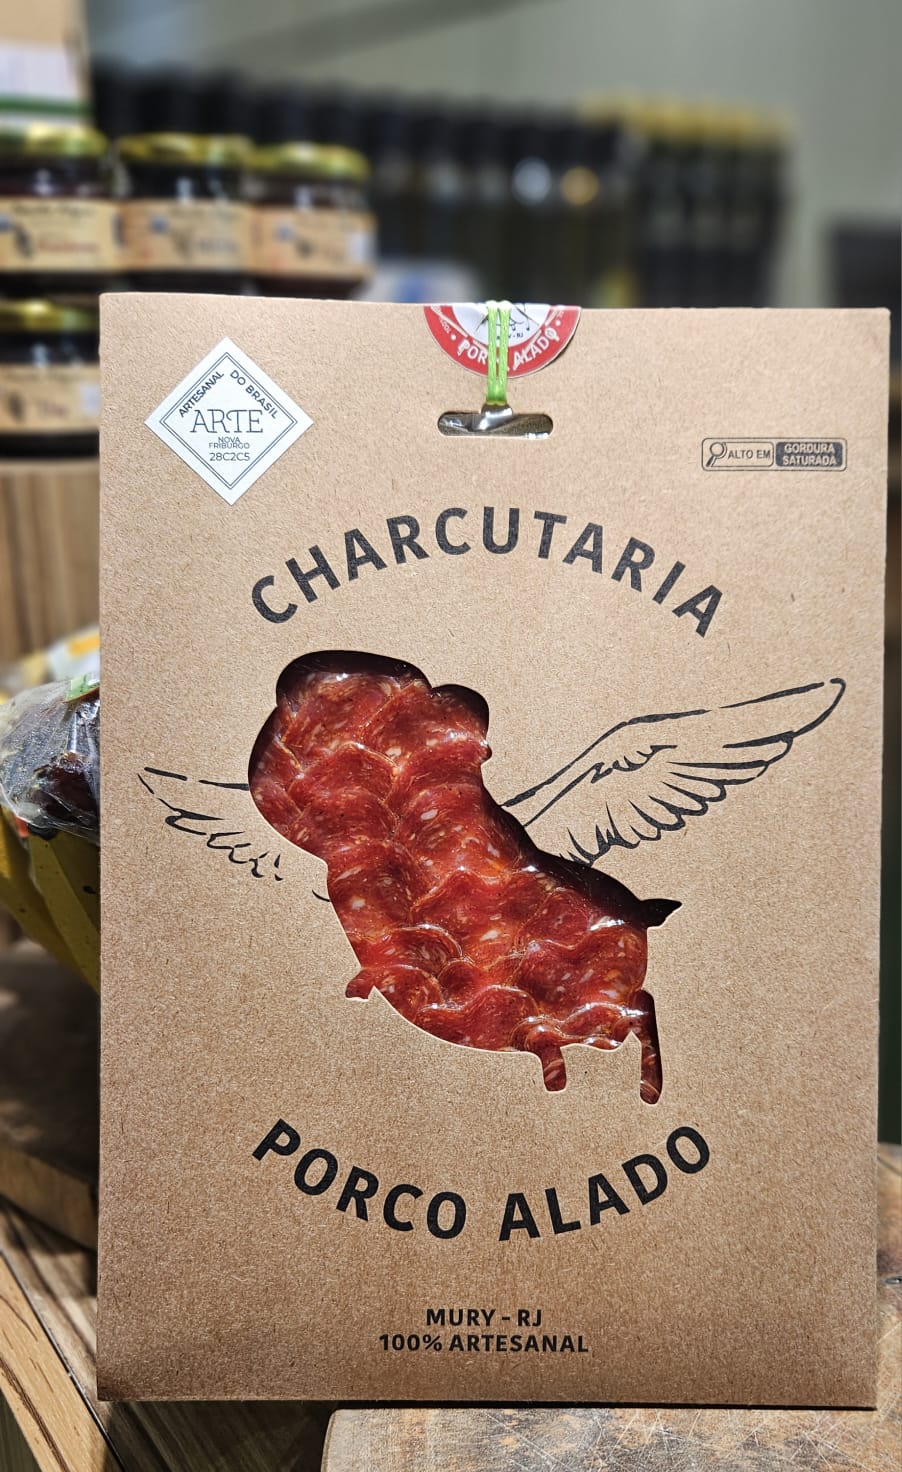 PORCO ALADO
ARTESANAL DO BRASIL
ARTE
NOVA
FRIBURGO
28C2C5
ALTO EM
GORDURA
SATURADA
CHARCUTARIA
PORCO ALADO
MURY - RJ
100% ARTESANAL